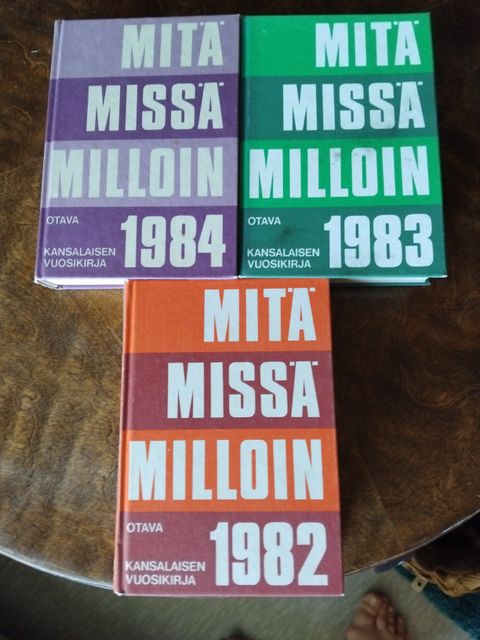 MITÄ
MISSÄ
MILLOIN
OTAVA
1984
KANSALAISEN
VUOSIKIRJA
MITÄ
MISSÄ
MILLOIN
OTAVA
1983
KANSALAISEN
VUOSIKIRJA
MITÄ
MISSÄ
MILLOIN
OTAVA
1982
KANSALAISEN
VUOSIKIRJA